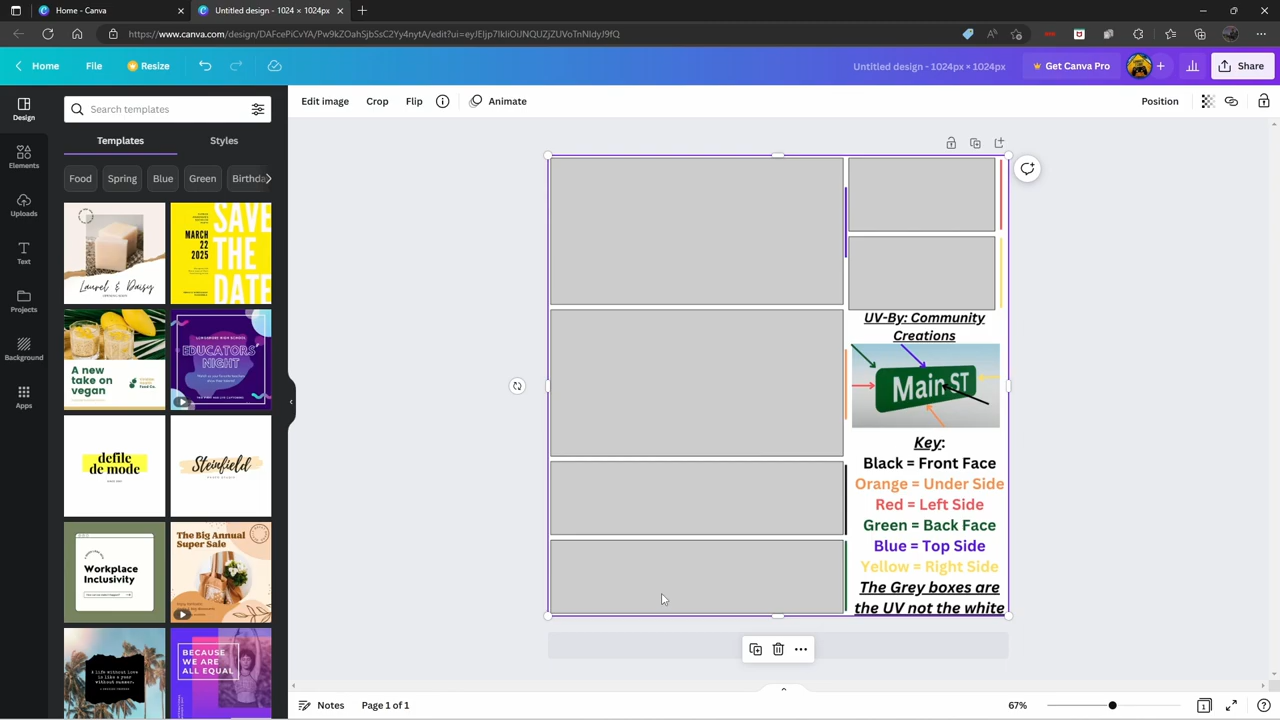 Home - Canva
Untitled design - 1024 × 1024px
https://www.canva.com/design/DAFcePiCvYA/Pw9kZOahSjbSsC2Yy4nytA/edit?ui=eyJEIjp7IkIiOiJNQUZjZUVoTnNldyJ9fQ
Home
File
Resize
Untitled design - 1024px × 1024px
Get Canva Pro
Share
Edit image
Crop
Flip
Animate
Position
Design
Elements
Uploads
Text
Projects
Background
Apps
Search templates
Templates
Styles
Food
Spring
Blue
Green
Birthda
Laurel & Daisy
SAVE
THE
DATE
MARCH
22
2025
A new
take on
vegan
EDUCATORS'
NIGHT
defile
de mode
Steinfield
Workplace
Inclusivity
The Big Annual
Super Sale
BECAUSE
WE ARE
ALL EQUAL
UV-By: Community
Creations
Main ST
Key:
Black = Front Face
Orange = Under Side
Red = Left Side
Green = Back Face
Blue = Top Side
Yellow = Right Side
The Grey boxes are
the UV not the white
Notes
Page 1 of 1
67%
1